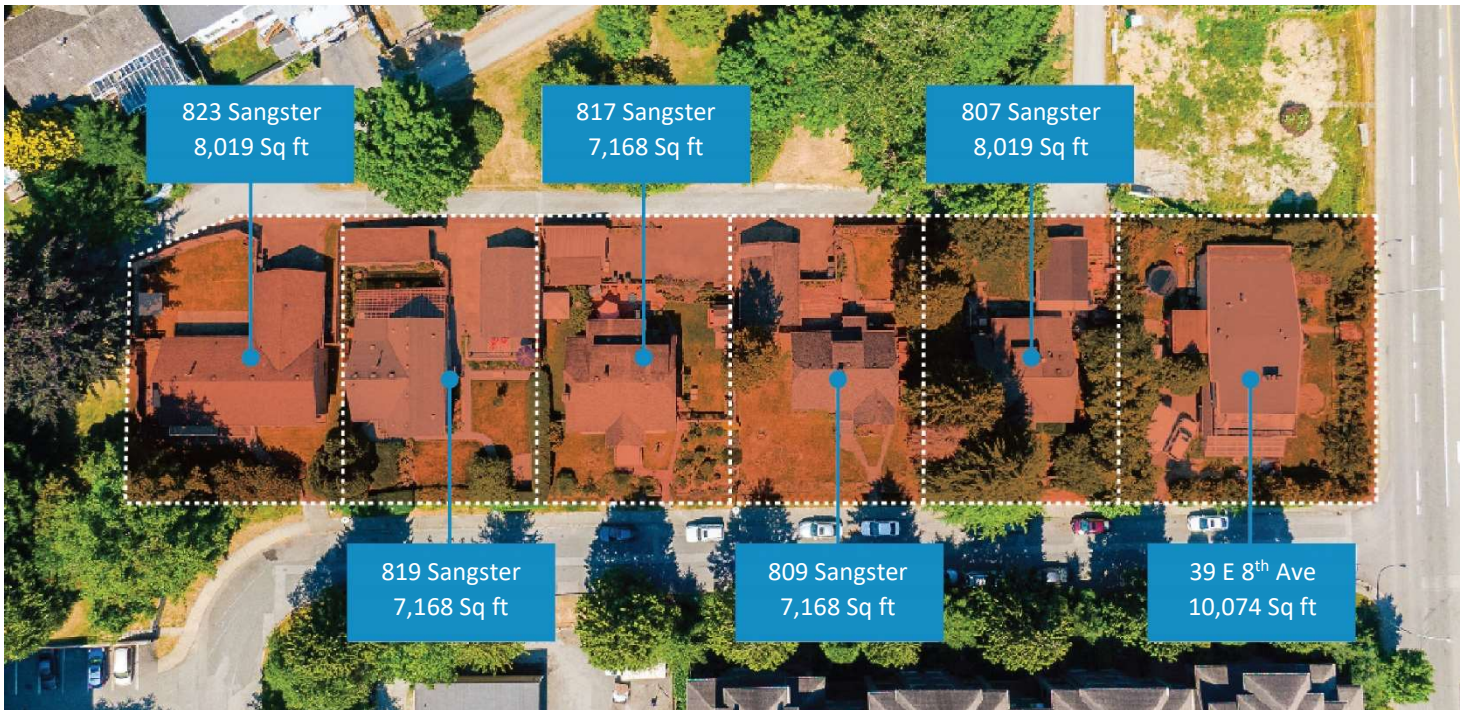 823 Sangster
8,019 Sq ft
817 Sangster
7,168 Sq ft
807 Sangster
8,019 Sq ft
819 Sangster
7,168 Sq ft
809 Sangster
7,168 Sq ft
39 E 8th Ave
10,074 Sq ft